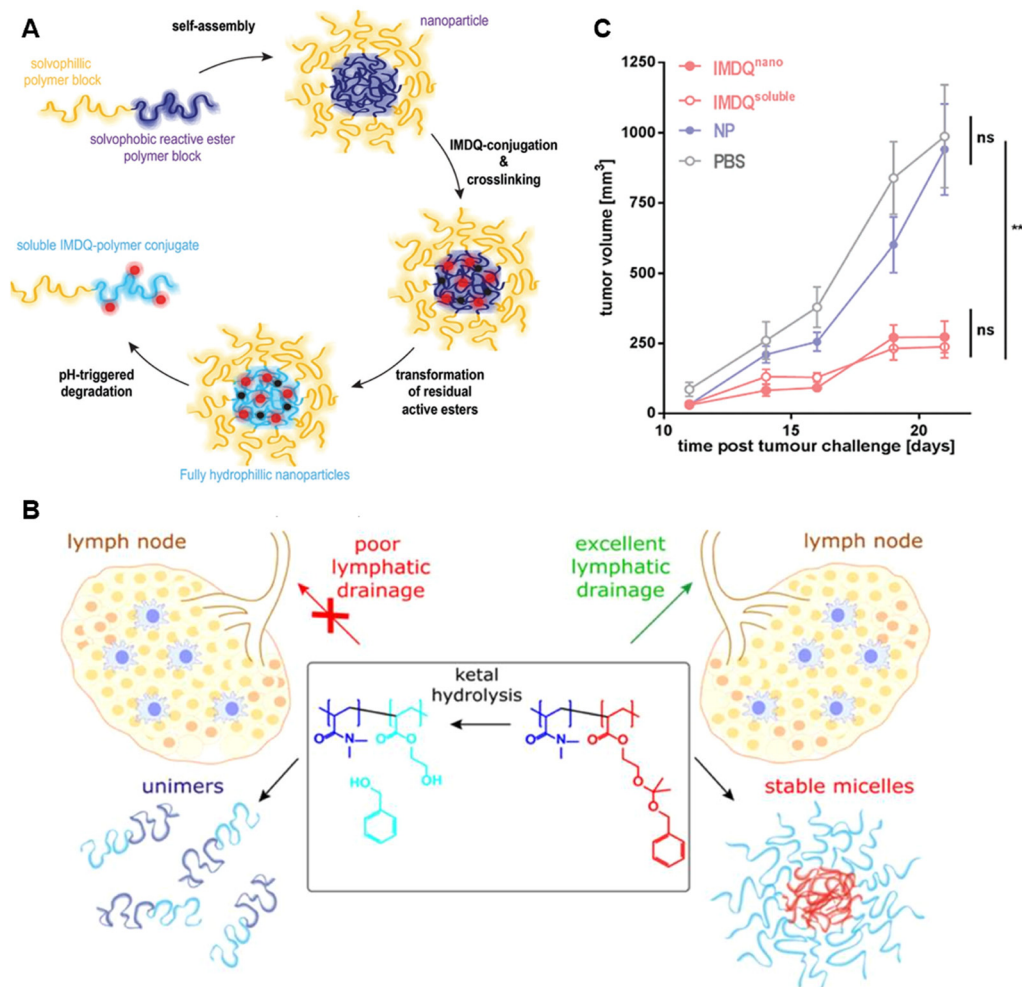 A
self-assembly
nanoparticle
solvophillic
polymer block
solvophobic reactive ester
polymer block
IMDQ-conjugation
&
crosslinking
soluble IMDQ-polymer conjugate
pH-triggered
degradation
transformation
of residual
active esters
Fully hydrophillic nanoparticles
C
IMDQnano
IMDQsoluble
NP
PBS
tumor volume [mm3]
1250
1000
750
500
250
0
10
15
20
time post tumour challenge [days]
ns
**
ns
B
lymph node
poor
lymphatic
drainage
excellent
lymphatic
drainage
lymph node
ketal
hydrolysis
O
N
O
O
OH
HO
O
N
O
O
O
O
unimers
stable micelles